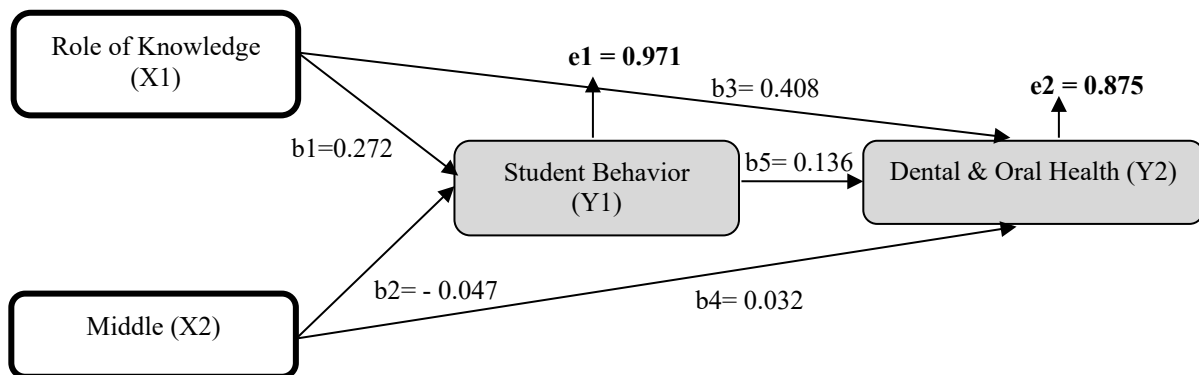 Role of Knowledge
(X1)
e1 = 0.971
b3= 0.408
e2 = 0.875
b1=0.272
Student Behavior
(Y1)
b5= 0.136
Dental & Oral Health (Y2)
b2= - 0.047
b4= 0.032
Middle (X2)